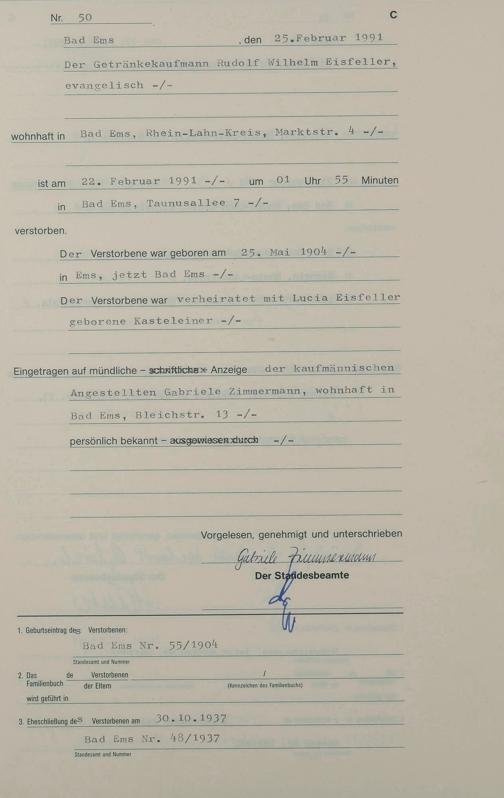 Nr. 50 C
Bad Ems , den 25.Februar 1991
Der Getränkekaufmann Rudolf Wilhelm Eisfeller,
evangelisch -/-
wohnhaft in Bad Ems, Rhein-Lahn-Kreis, Marktstr. 4 -/-
ist am 22. Februar 1991 -/- um 01 Uhr 55 Minuten
in Bad Ems, Taunusallee 7 -/-
verstorben.
Der Verstorbene war geboren am 25. Mai 1904 -/-
in Ems, jetzt Bad Ems -/-
Der Verstorbene war verheiratet mit Lucia Eisfeller
geborene Kasteleiner -/-
Eingetragen auf mündliche – schriftliche Anzeige der kaufmännischen
Angestellten Gabriele Zimmermann, wohnhaft in
Bad Ems, Bleichstr. 13 -/-
persönlich bekannt – ausgewiesen durch -/-
Vorgelesen, genehmigt und unterschrieben
Gabriele Zimmermann
Der Standesbeamte
1. Geburtseintrag des Verstorbenen:
Bad Ems Nr. 55/1904
Standesamt und Nummer
2. Das Familienbuch de Verstorbenen der Eltern /
(Kennzeichen des Familienbuchs)
wird geführt in
3. Eheschließung des Verstorbenen am 30.10.1937
Bad Ems Nr. 48/1937
Standesamt und Nummer